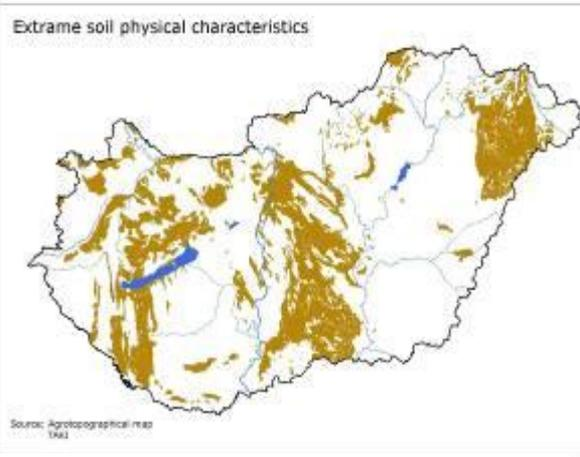 Extrame soil physical characteristics
Source: Agrotopographical map
TAKI